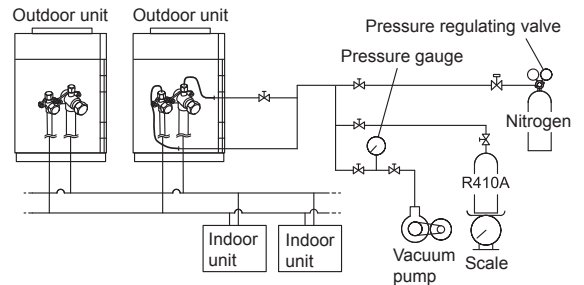 Outdoor unit
Outdoor unit
Pressure regulating valve
Pressure gauge
Nitrogen
R410A
Indoor
unit
Indoor
unit
Vacuum
pump
Scale